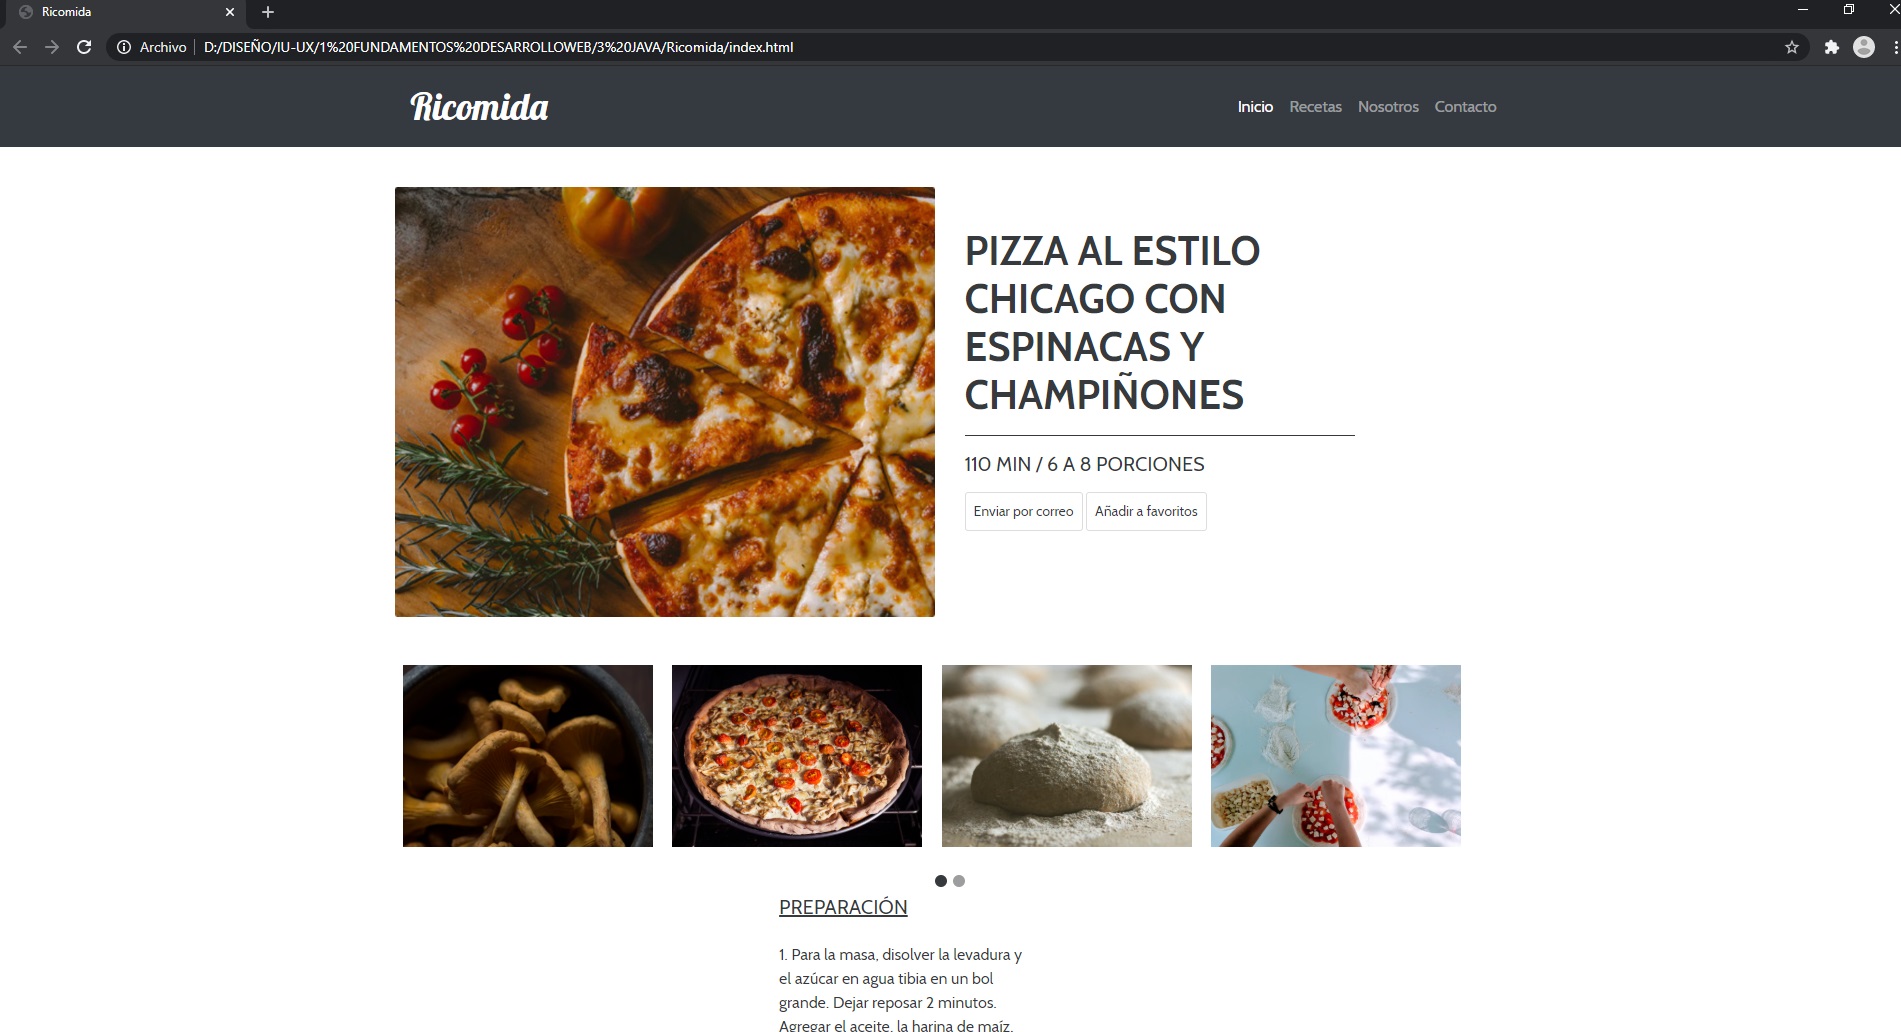 Ricomida
Archivo D:/DISEÑO/IU-UX/1%20FUNDAMENTOS%20DESARROLLOWEB/3%20JAVA/Ricomida/index.html
Ricomida
Inicio Recetas Nosotros Contacto
PIZZA AL ESTILO
CHICAGO CON
ESPINACAS Y
CHAMPIÑONES
110 MIN / 6 A 8 PORCIONES
Enviar por correo Añadir a favoritos
PREPARACIÓN
1. Para la masa, disolver la levadura y
el azúcar en agua tibia en un bol
grande. Dejar reposar 2 minutos.
Agregar el aceite, la harina de maíz,